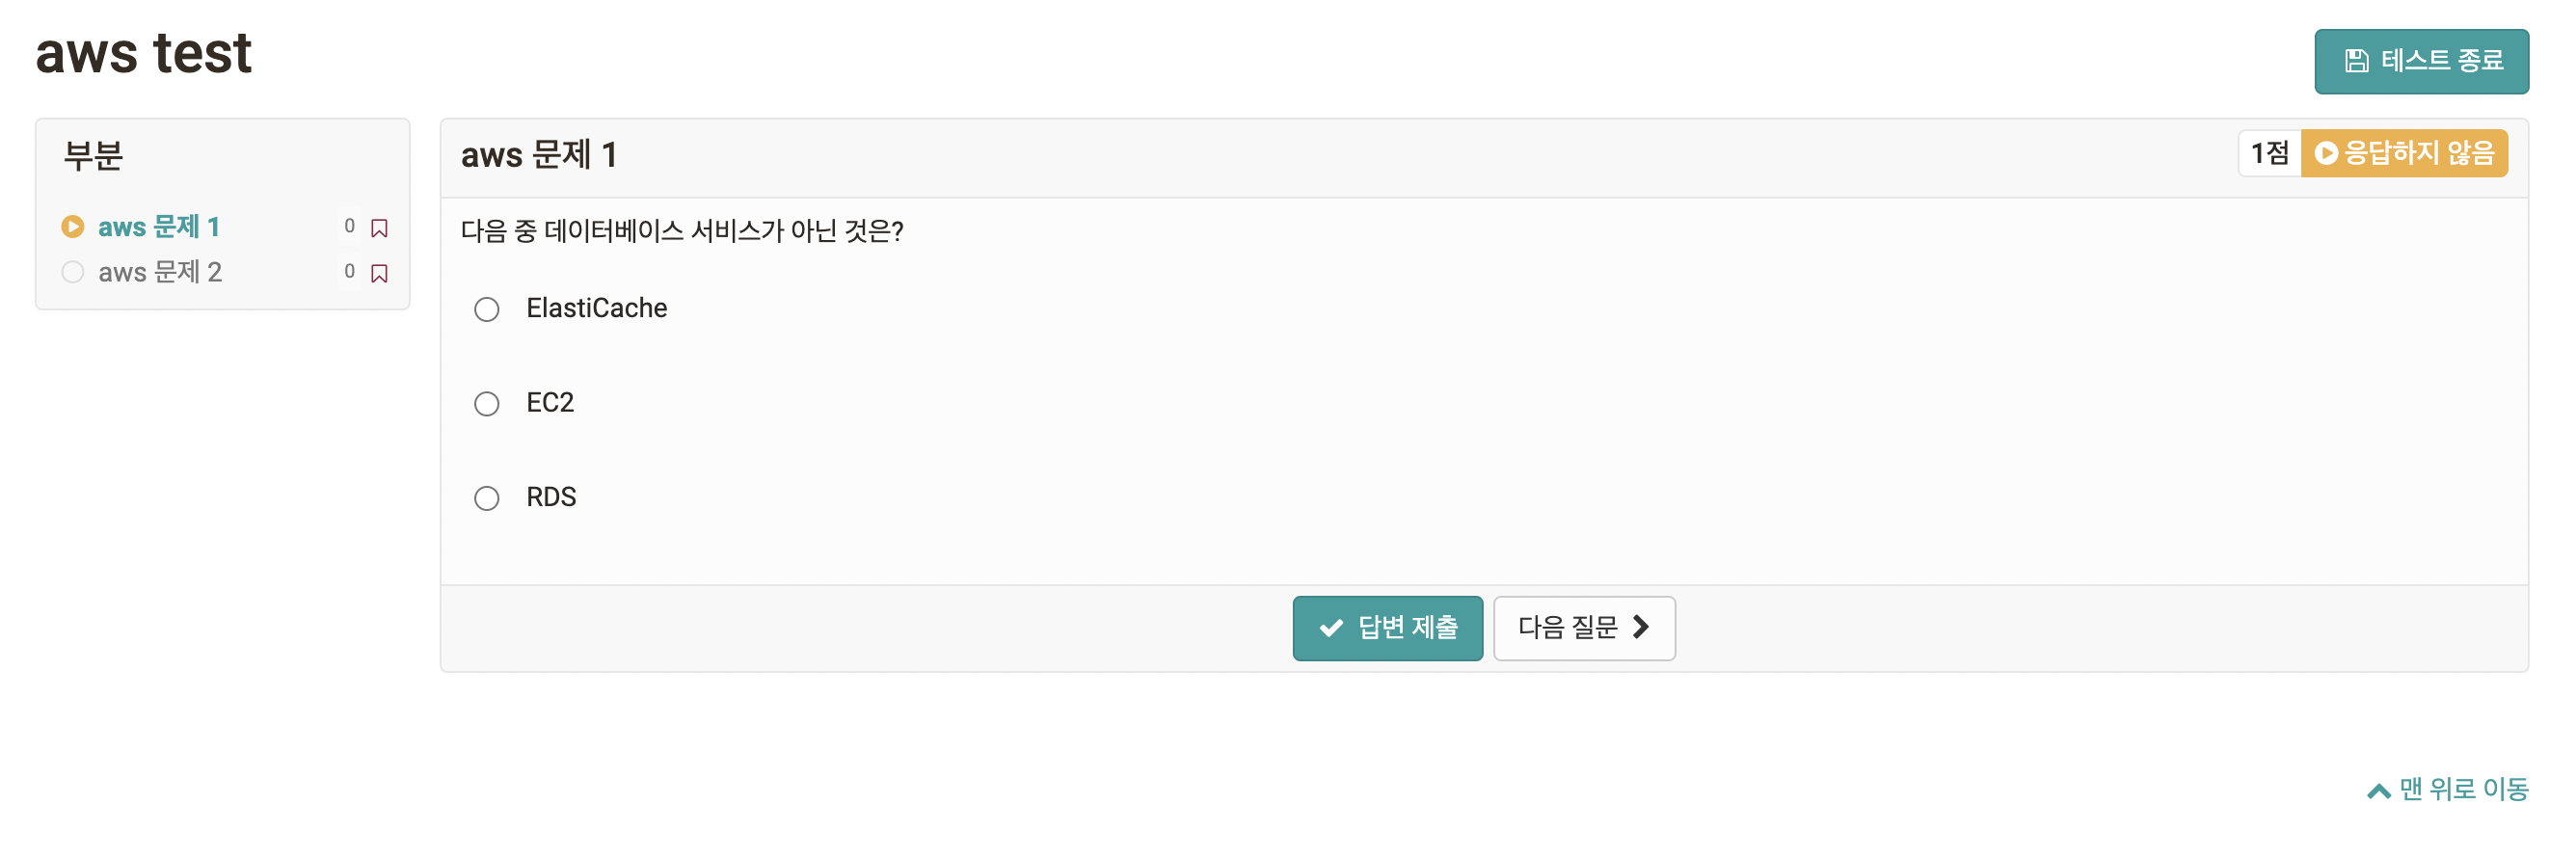 aws test
테스트 종료
부분
aws 문제 1 0
aws 문제 2 0
aws 문제 1
1점 응답하지 않음
다음 중 데이터베이스 서비스가 아닌 것은?
ElastiCache
EC2
RDS
답변 제출 다음 질문
맨 위로 이동